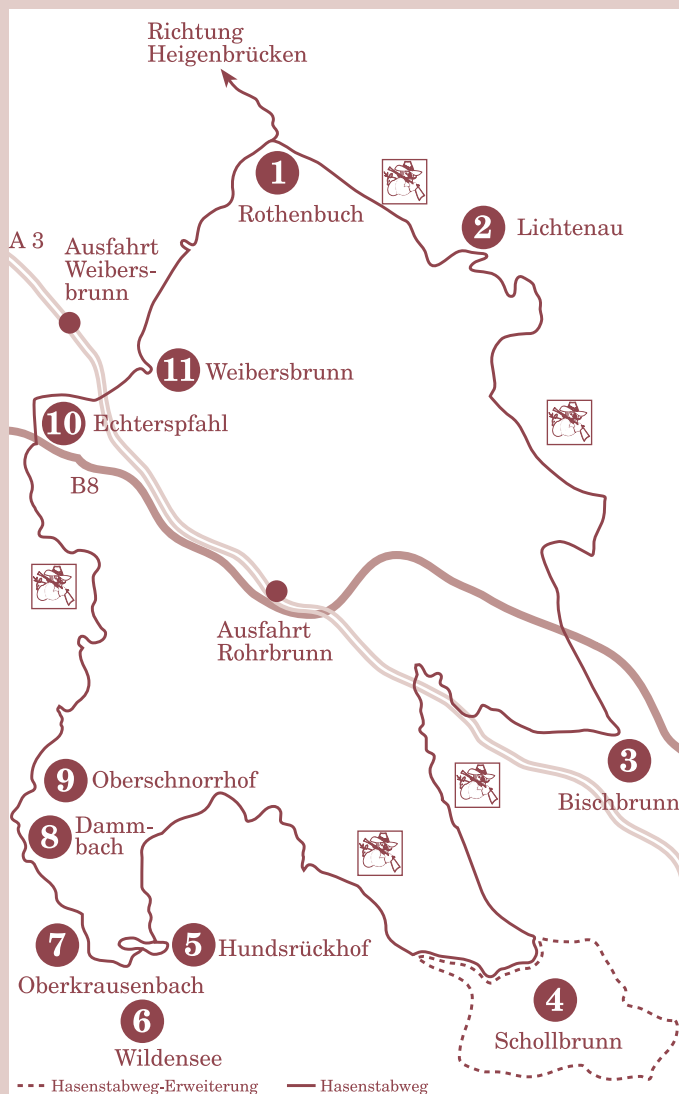 Richtung
Heigenbrücken
1
Rothenbuch
2
Lichtenau
A 3
Ausfahrt
Weibers-
brunn
11
Weibersbrunn
10
Echterspfahl
B8
Ausfahrt
Rohrbrunn
3
Bischbrunn
9
Oberschnorrhof
8
Damm-
bach
7
Oberkrausenbach
5
Hundsrückhof
6
Wildensee
4
Schollbrunn
Hasenstabweg-Erweiterung
Hasenstabweg